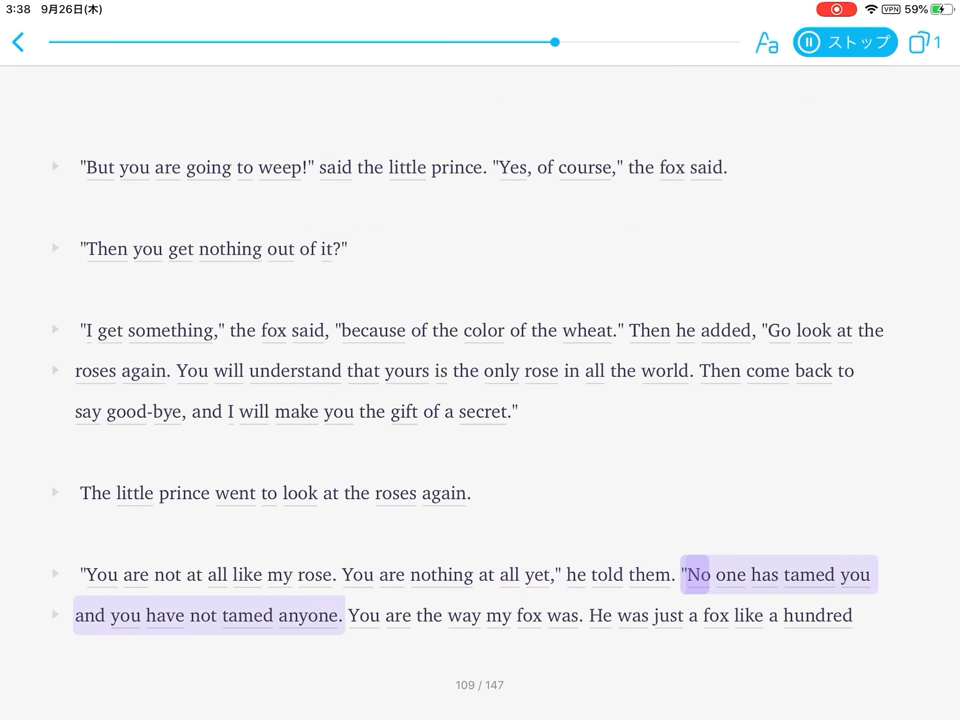 3:38 9月26日(木) VPN 59%
ストップ 1
"But you are going to weep!" said the little prince. "Yes, of course," the fox said.
"Then you get nothing out of it?"
"I get something," the fox said, "because of the color of the wheat." Then he added, "Go look at the
roses again. You will understand that yours is the only rose in all the world. Then come back to
say good-bye, and I will make you the gift of a secret."
The little prince went to look at the roses again.
"You are not at all like my rose. You are nothing at all yet," he told them. "No one has tamed you
and you have not tamed anyone. You are the way my fox was. He was just a fox like a hundred
109 / 147